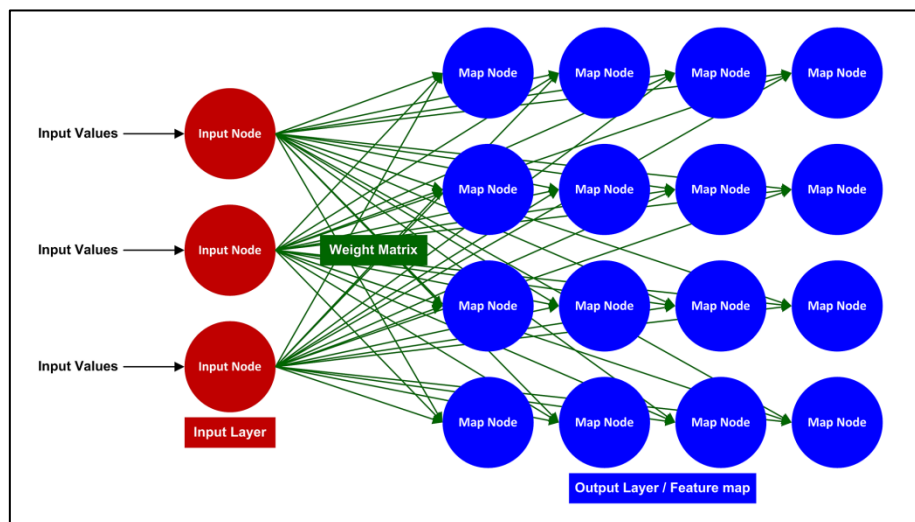 Map Node Map Node Map Node Map Node
Input Values Input Node
Map Node Map Node Map Node Map Node
Input Values Input Node
Weight Matrix
Map Node Map Node Map Node Map Node
Input Values Input Node
Input Layer
Map Node Map Node Map Node Map Node
Output Layer / Feature map